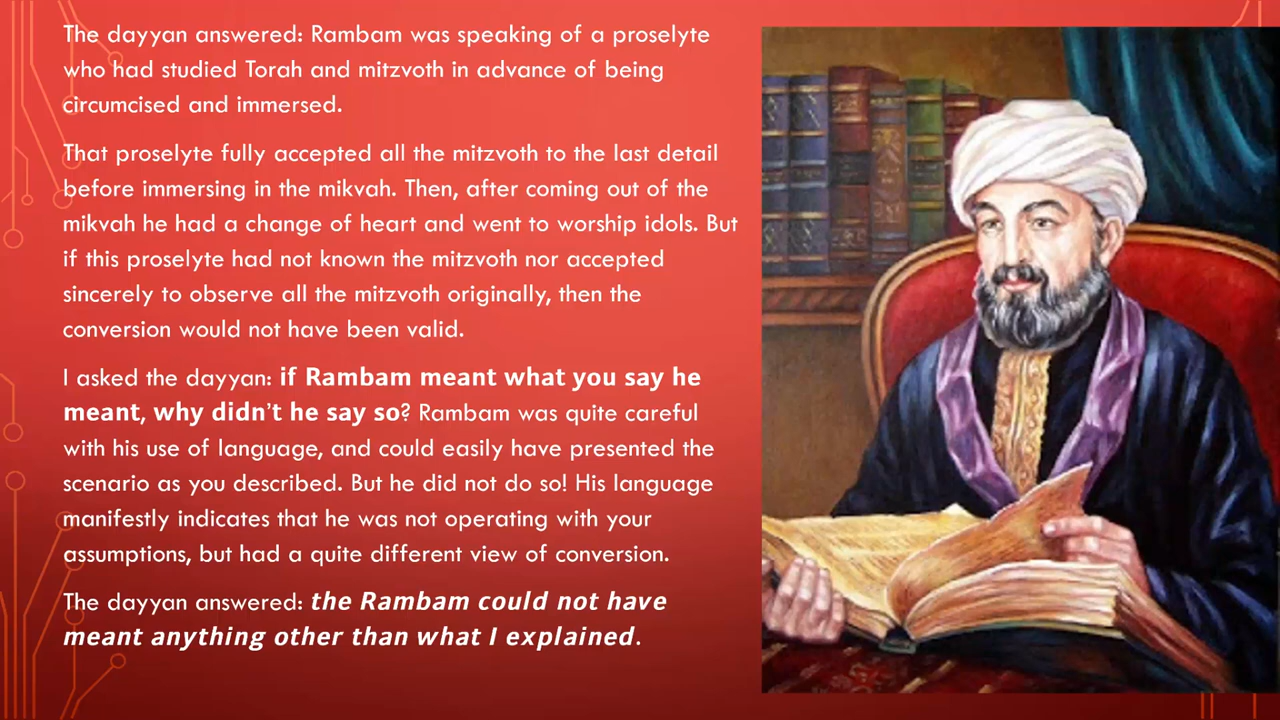 The dayyan answered: Rambam was speaking of a proselyte
who had studied Torah and mitzvoth in advance of being
circumcised and immersed.
That proselyte fully accepted all the mitzvoth to the last detail
before immersing in the mikvah. Then, after coming out of the
mikvah he had a change of heart and went to worship idols. But
if this proselyte had not known the mitzvoth nor accepted
sincerely to observe all the mitzvoth originally, then the
conversion would not have been valid.
I asked the dayyan: if Rambam meant what you say he
meant, why didn't he say so? Rambam was quite careful
with his use of language, and could easily have presented the
scenario as you described. But he did not do so! His language
manifestly indicates that he was not operating with your
assumptions, but had a quite different view of conversion.
The dayyan answered: the Rambam could not have
meant anything other than what I explained.